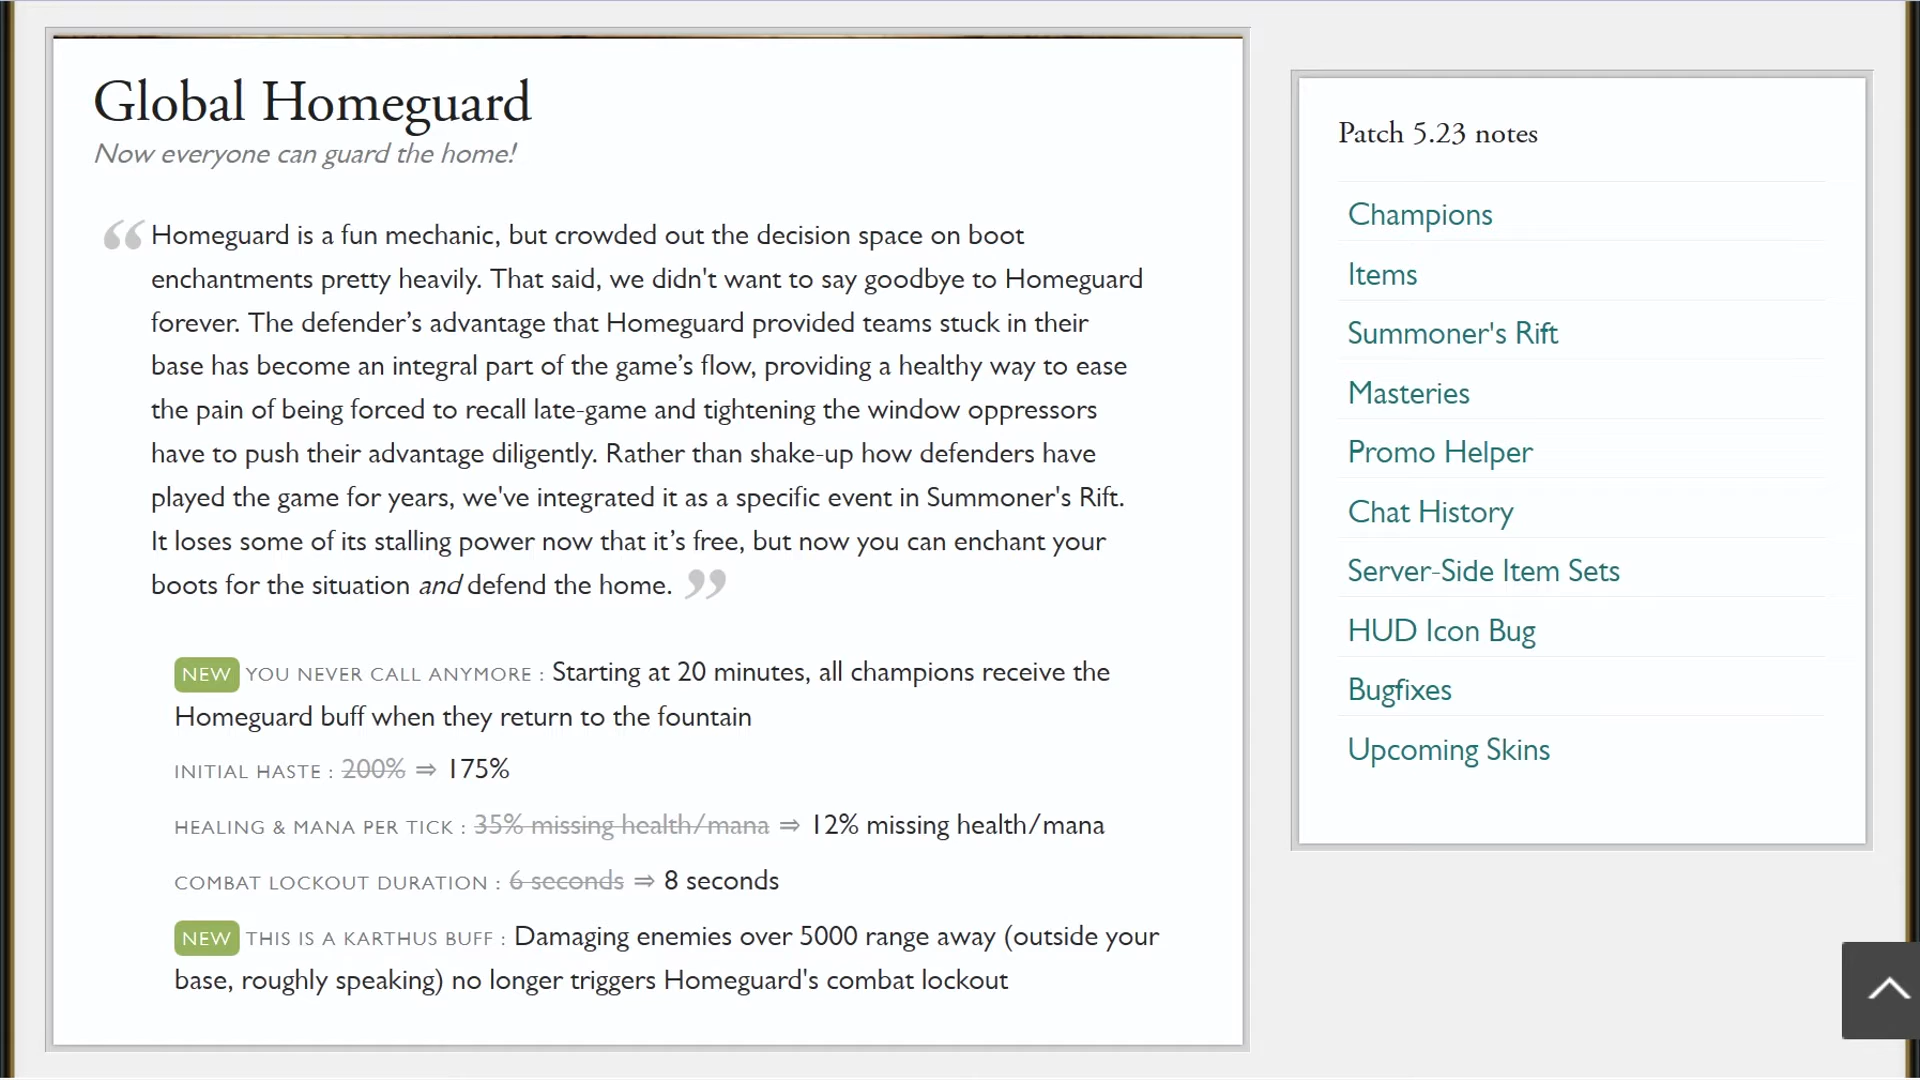 Global Homeguard
Now everyone can guard the home!
“ Homeguard is a fun mechanic, but crowded out the decision space on boot
enchantments pretty heavily. That said, we didn't want to say goodbye to Homeguard
forever. The defender’s advantage that Homeguard provided teams stuck in their
base has become an integral part of the game’s flow, providing a healthy way to ease
the pain of being forced to recall late-game and tightening the window oppressors
have to push their advantage diligently. Rather than shake-up how defenders have
played the game for years, we've integrated it as a specific event in Summoner's Rift.
It loses some of its stalling power now that it’s free, but now you can enchant your
boots for the situation and defend the home. ”
NEW YOU NEVER CALL ANYMORE : Starting at 20 minutes, all champions receive the
Homeguard buff when they return to the fountain
INITIAL HASTE : 200% ⇒ 175%
HEALING & MANA PER TICK : 35% missing health/mana ⇒ 12% missing health/mana
COMBAT LOCKOUT DURATION : 6 seconds ⇒ 8 seconds
NEW THIS IS A KARTHUS BUFF : Damaging enemies over 5000 range away (outside your
base, roughly speaking) no longer triggers Homeguard's combat lockout
Patch 5.23 notes
Champions
Items
Summoner's Rift
Masteries
Promo Helper
Chat History
Server-Side Item Sets
HUD Icon Bug
Bugfixes
Upcoming Skins